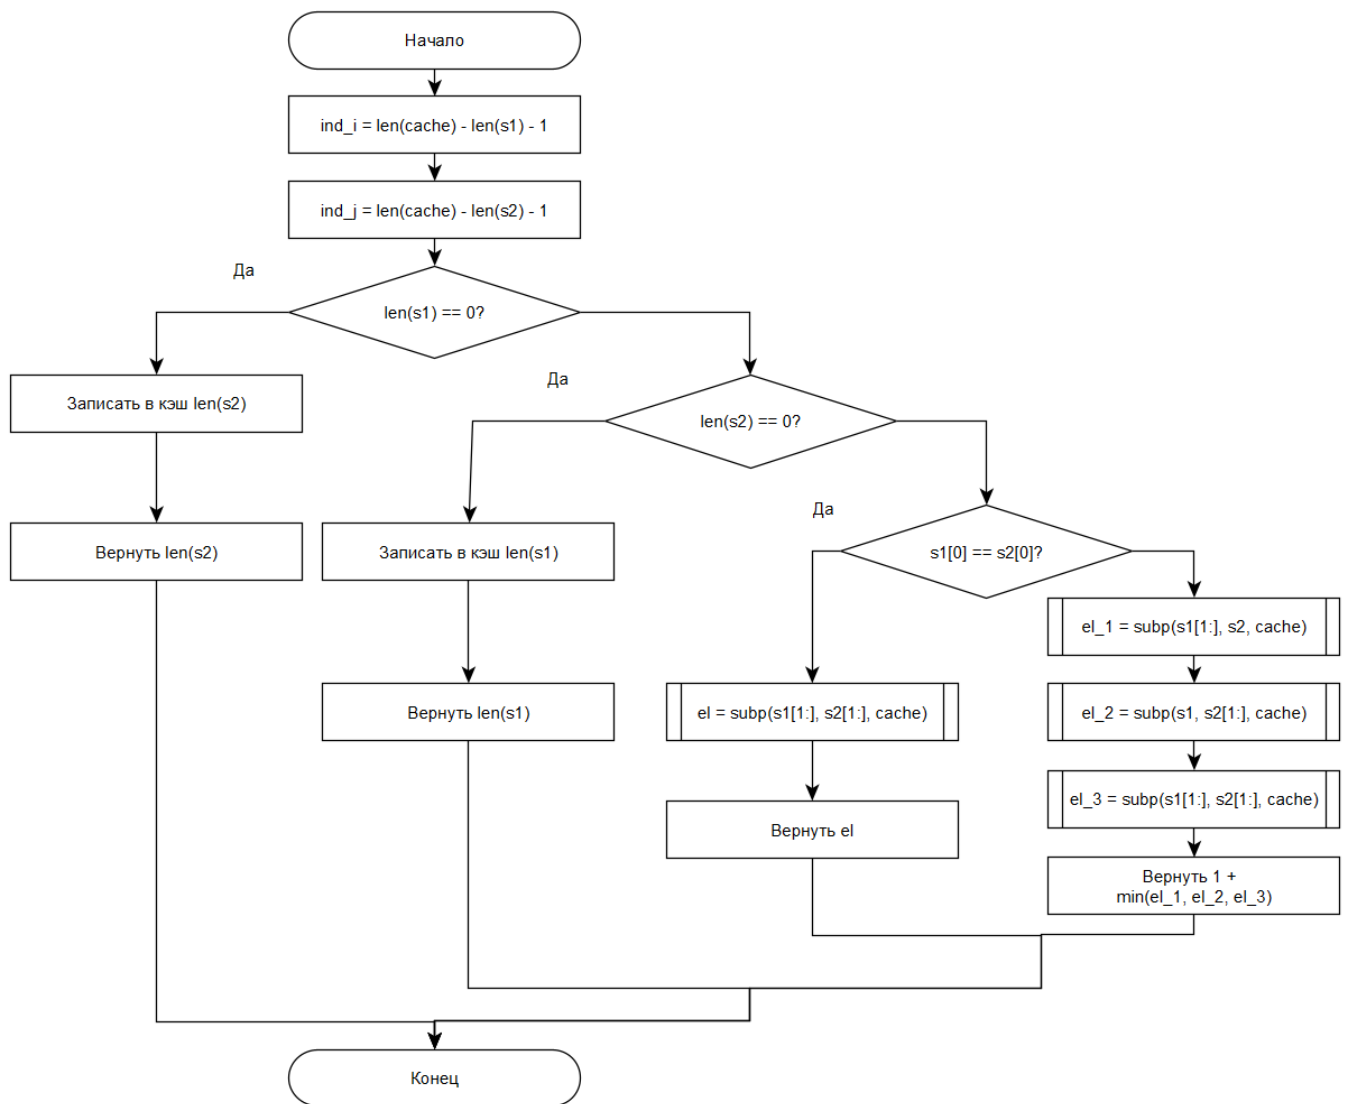 Начало
ind_i = len(cache) - len(s1) - 1
ind_j = len(cache) - len(s2) - 1
Да
len(s1) == 0?
Да
Записать в кэш len(s2)
len(s2) == 0?
Да
Вернуть len(s2)
Записать в кэш len(s1)
s1[0] == s2[0]?
el_1 = subp(s1[1:], s2, cache)
Вернуть len(s1)
el = subp(s1[1:], s2[1:], cache)
el_2 = subp(s1, s2[1:], cache)
el_3 = subp(s1[1:], s2[1:], cache)
Вернуть el
Вернуть 1 +
min(el_1, el_2, el_3)
Конец